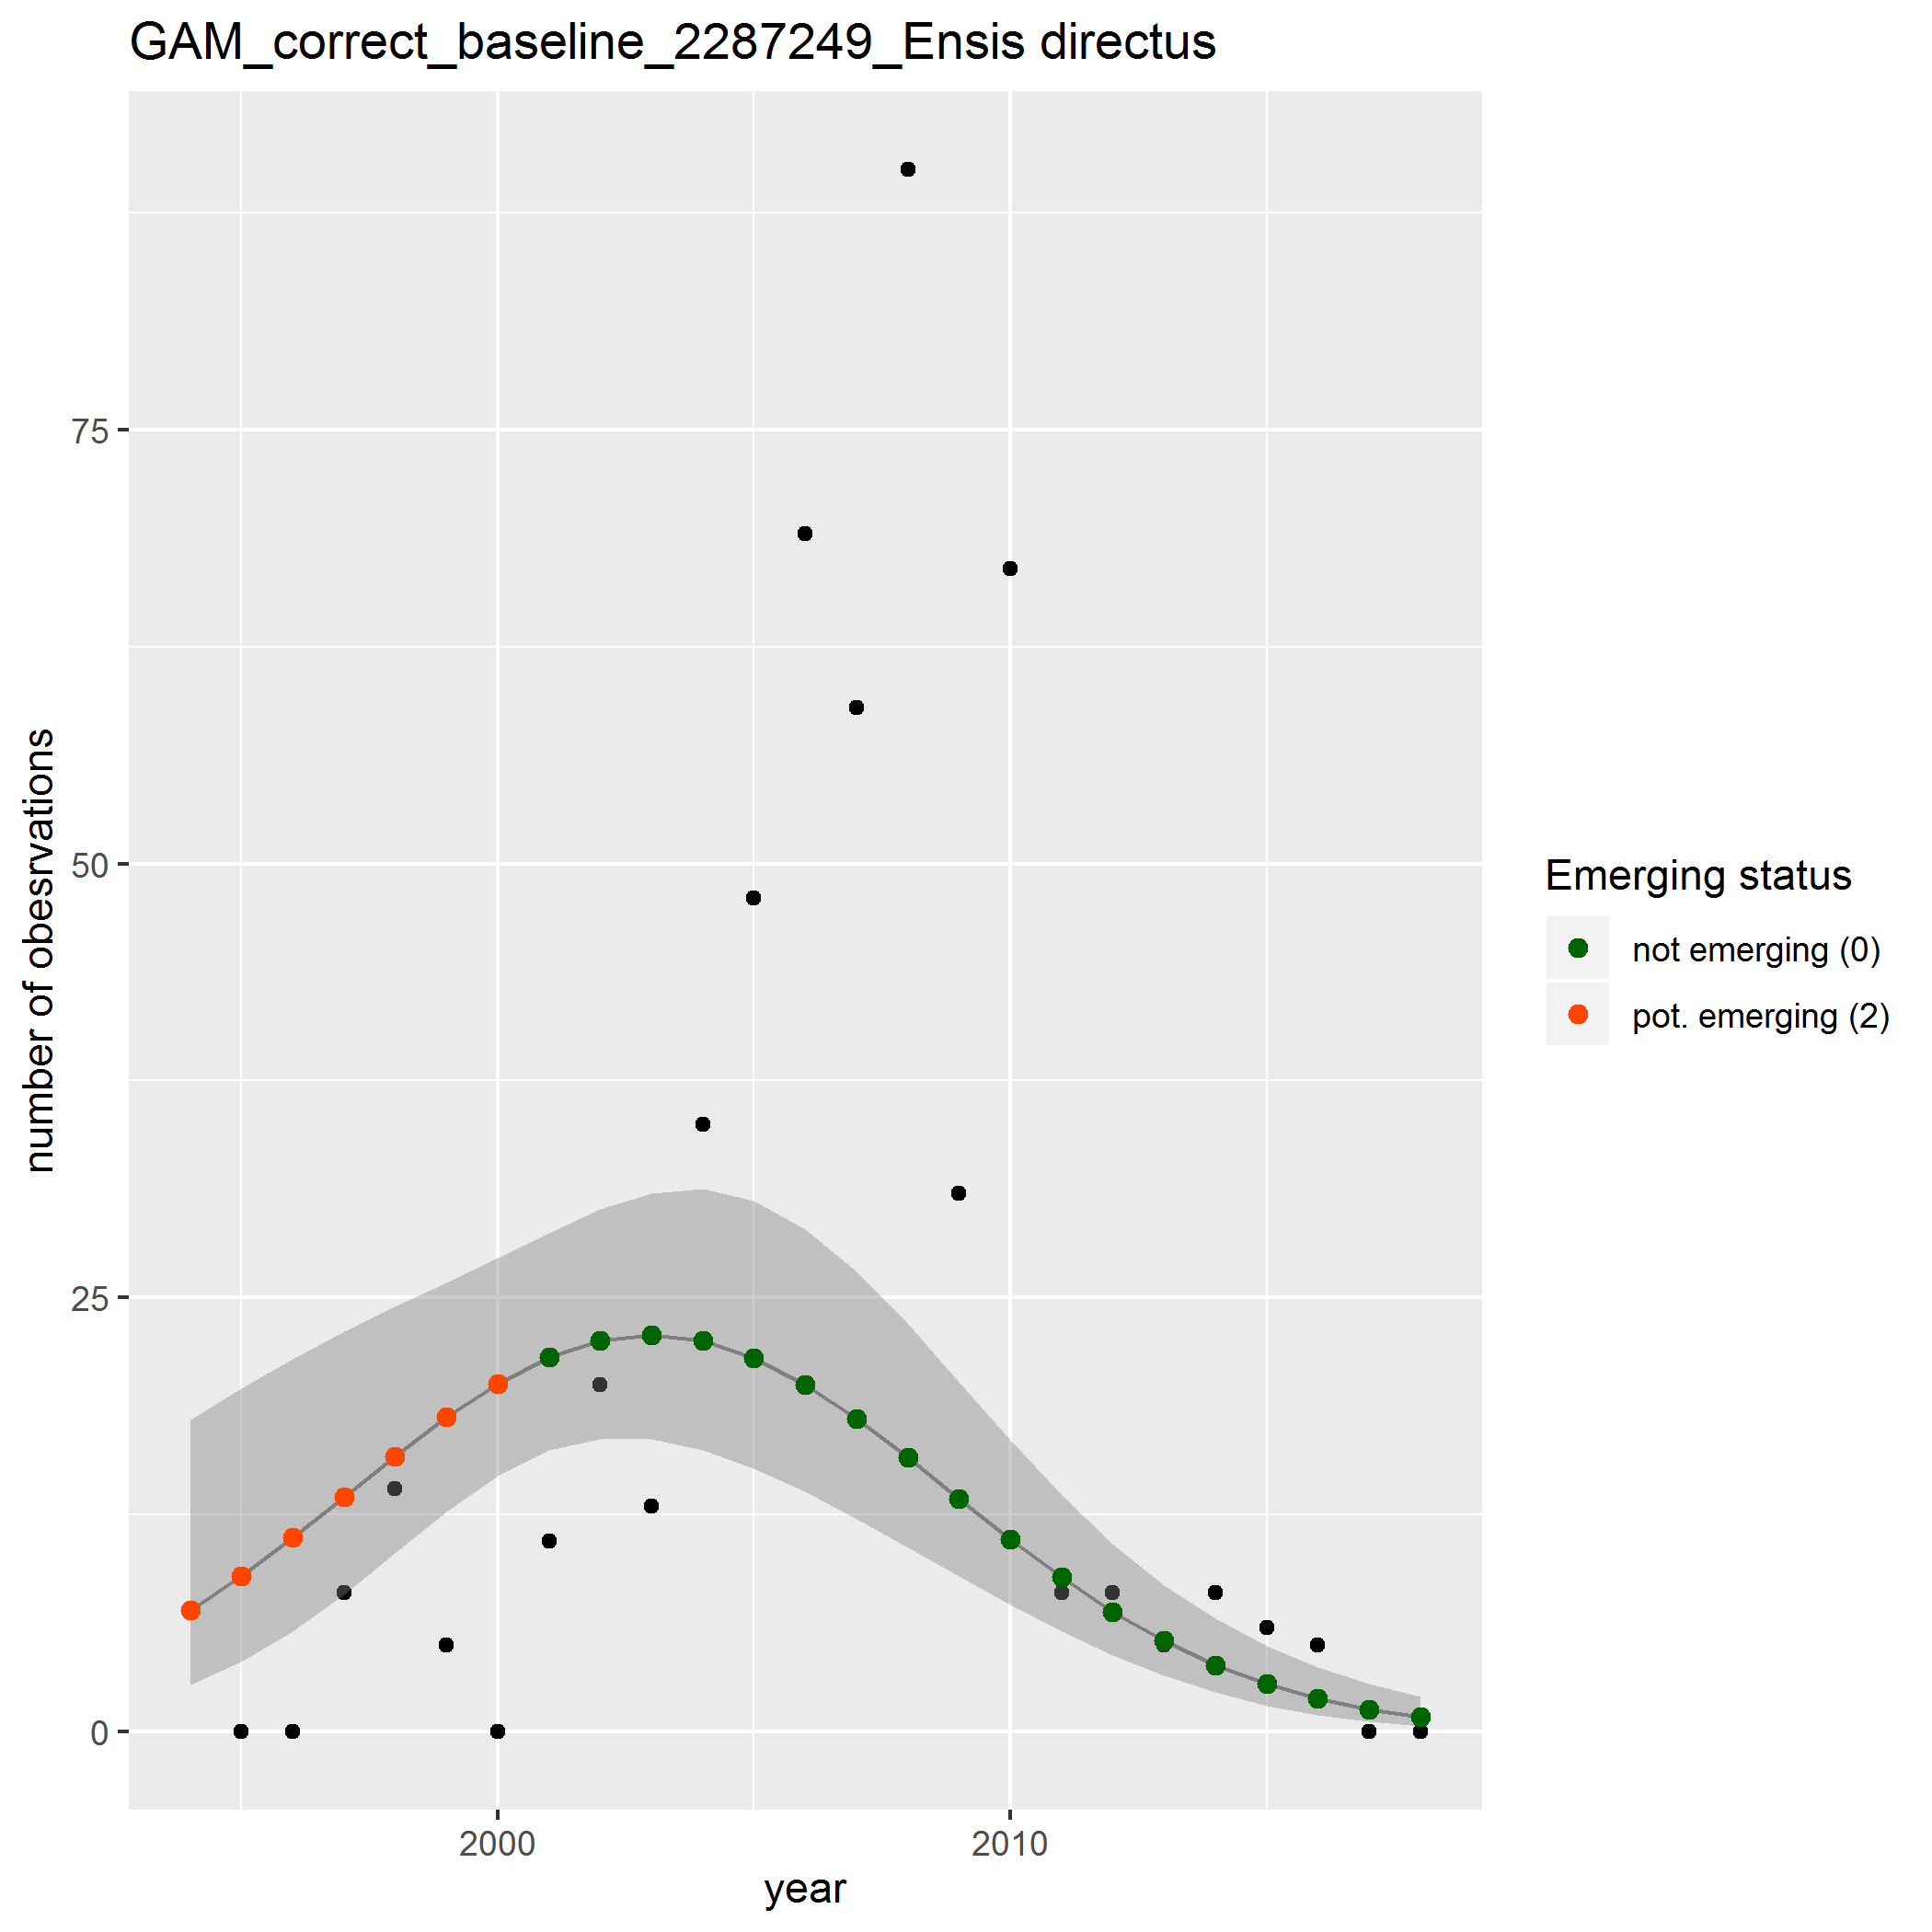 GAM_correct_baseline_2287249_Ensis directus
75
50
25
0
number of obesrvations
2000
2010
year
Emerging status
not emerging (0)
pot. emerging (2)